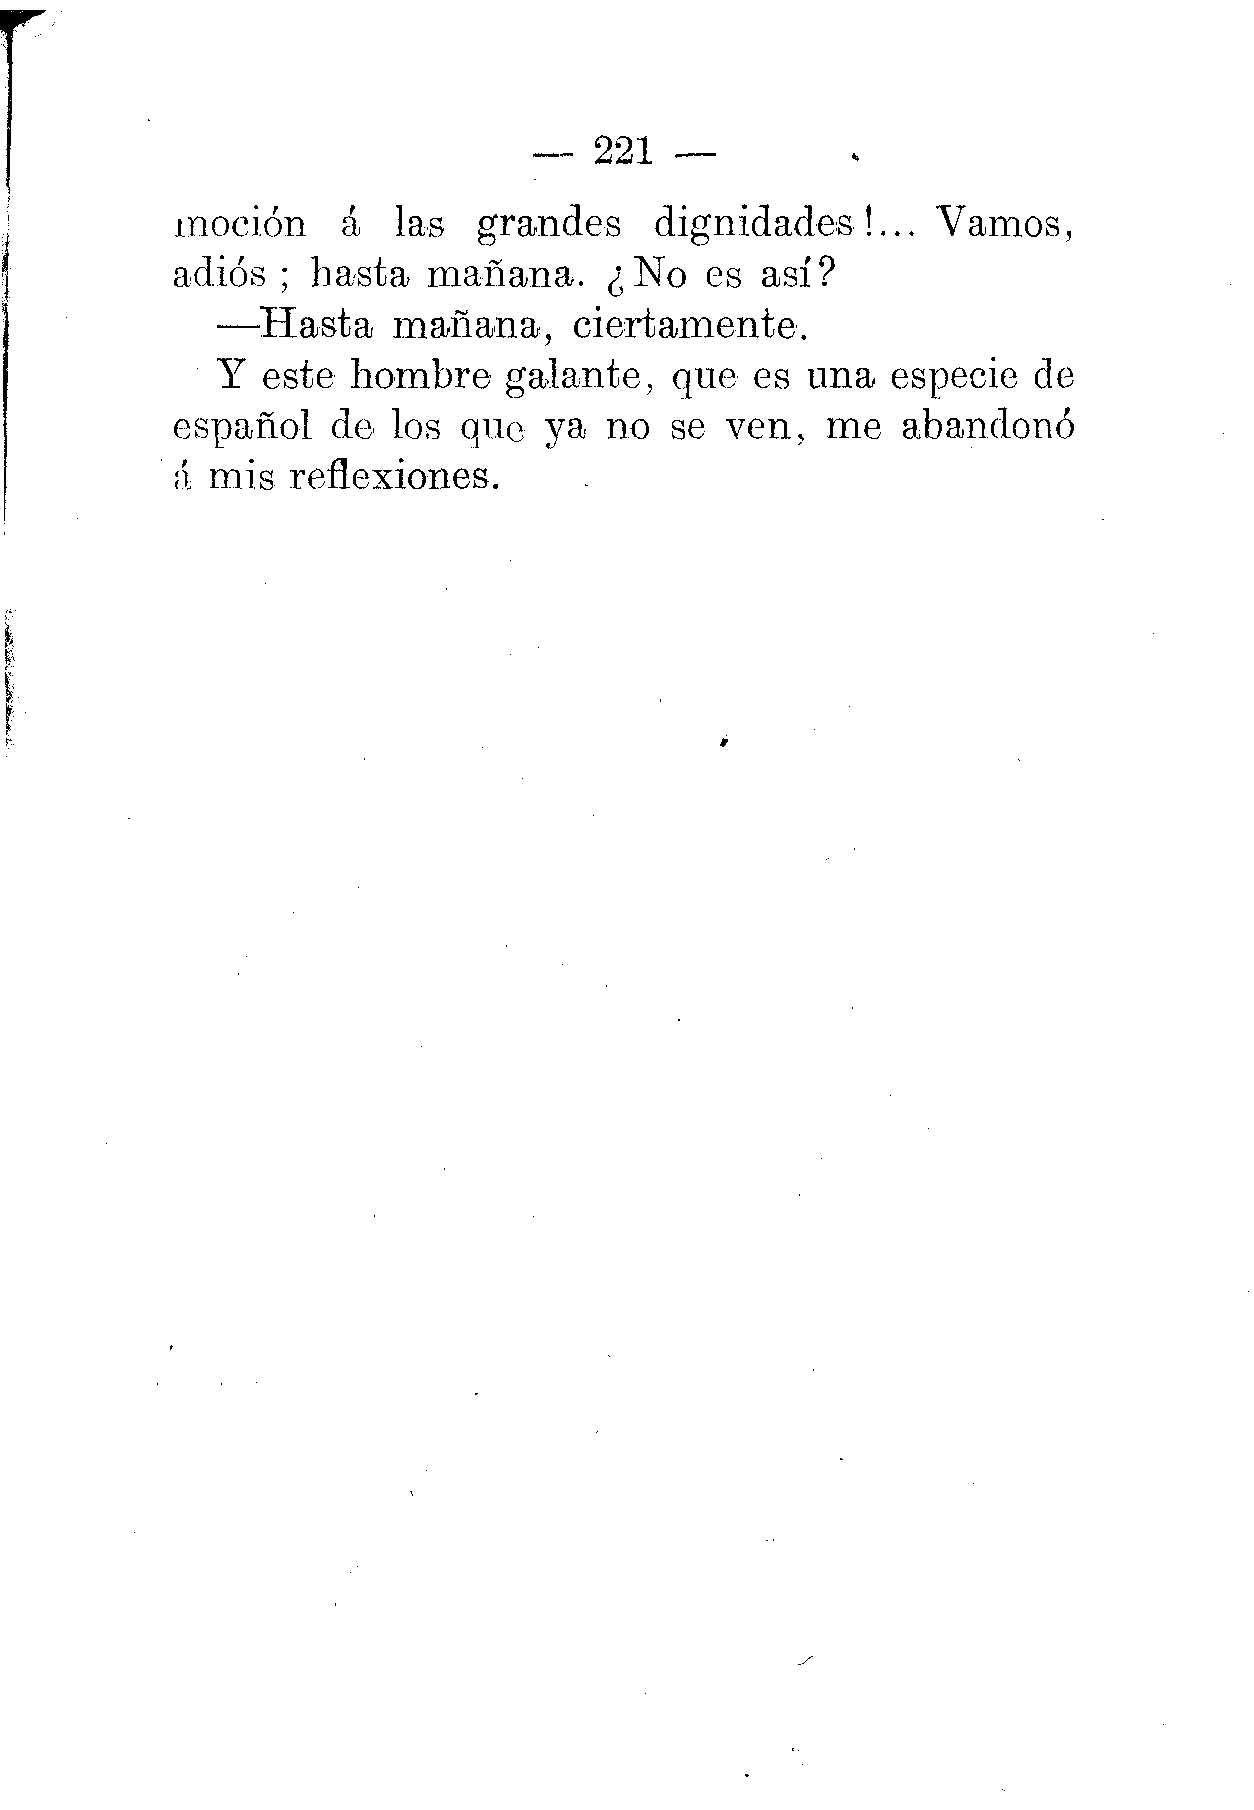 — 221 —
moción á las grandes dignidades!... Vamos,
adiós ; hasta mañana. ¿No es así?
—Hasta mañana, ciertamente.
Y este hombre galante, que es una especie de
español de los que ya no se ven, me abandonó
á mis reflexiones.